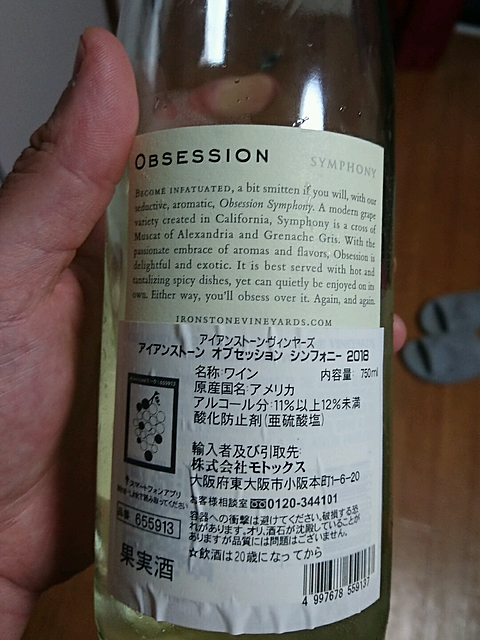 OBSESSION SYMPHONY
BECOME INFATUATED, a bit smitten if you will, with our
seductive, aromatic, Obsession Symphony. A modern grape
variety created in California, Symphony is a cross of
Muscat of Alexandria and Grenache Gris. With the
passionate embrace of aromas and flavors, Obsession is
delightful and exotic. It is best served with hot and
tantalizing spicy dishes, yet can quietly be enjoyed on its
own. Either way, you'll obsess over it. Again, and again.
IRONSTONEVINEYARDS.COM
アイアンストーン・ヴィンヤーズ
アイアンストーン オブセッション シンフォニー 2018
名称:ワイン 内容量:750ml
原産国名:アメリカ
アルコール分:11%以上12%未満
酸化防止剤(亜硫酸塩)
輸入者及び引取先:
株式会社モトックス
大阪府東大阪市小阪本町1-6-20
お客様相談室 0120-344101
スマートフォンアプリ
品番 655913
容器への衝撃は避けてください。破損する恐
れがあります。オリ、酒石が沈殿していることが
ありますが品質には問題はございません。
☆飲酒は20歳になってから
果実酒
4 997678 559137